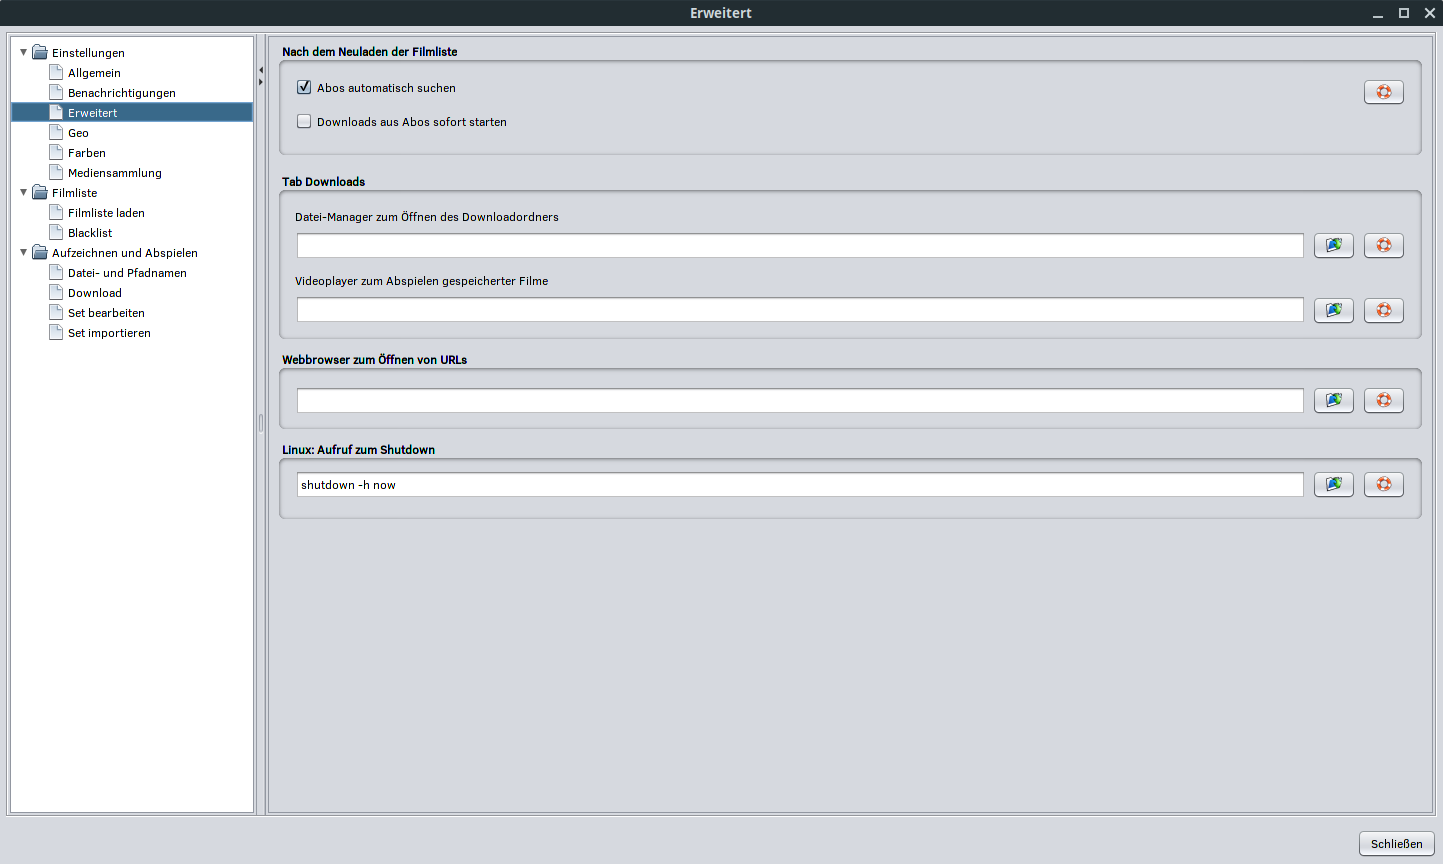 Erweitert
Einstellungen
Allgemein
Benachrichtigungen
Erweitert
Geo
Farben
Mediensammlung
Filmliste
Filmliste laden
Blacklist
Aufzeichnen und Abspielen
Datei- und Pfadnamen
Download
Set bearbeiten
Set importieren
Nach dem Neuladen der Filmliste
Abos automatisch suchen
Downloads aus Abos sofort starten
Tab Downloads
Datei-Manager zum Öffnen des Downloadordners
Videoplayer zum Abspielen gespeicherter Filme
Webbrowser zum Öffnen von URLs
Linux: Aufruf zum Shutdown
shutdown -h now
Schließen